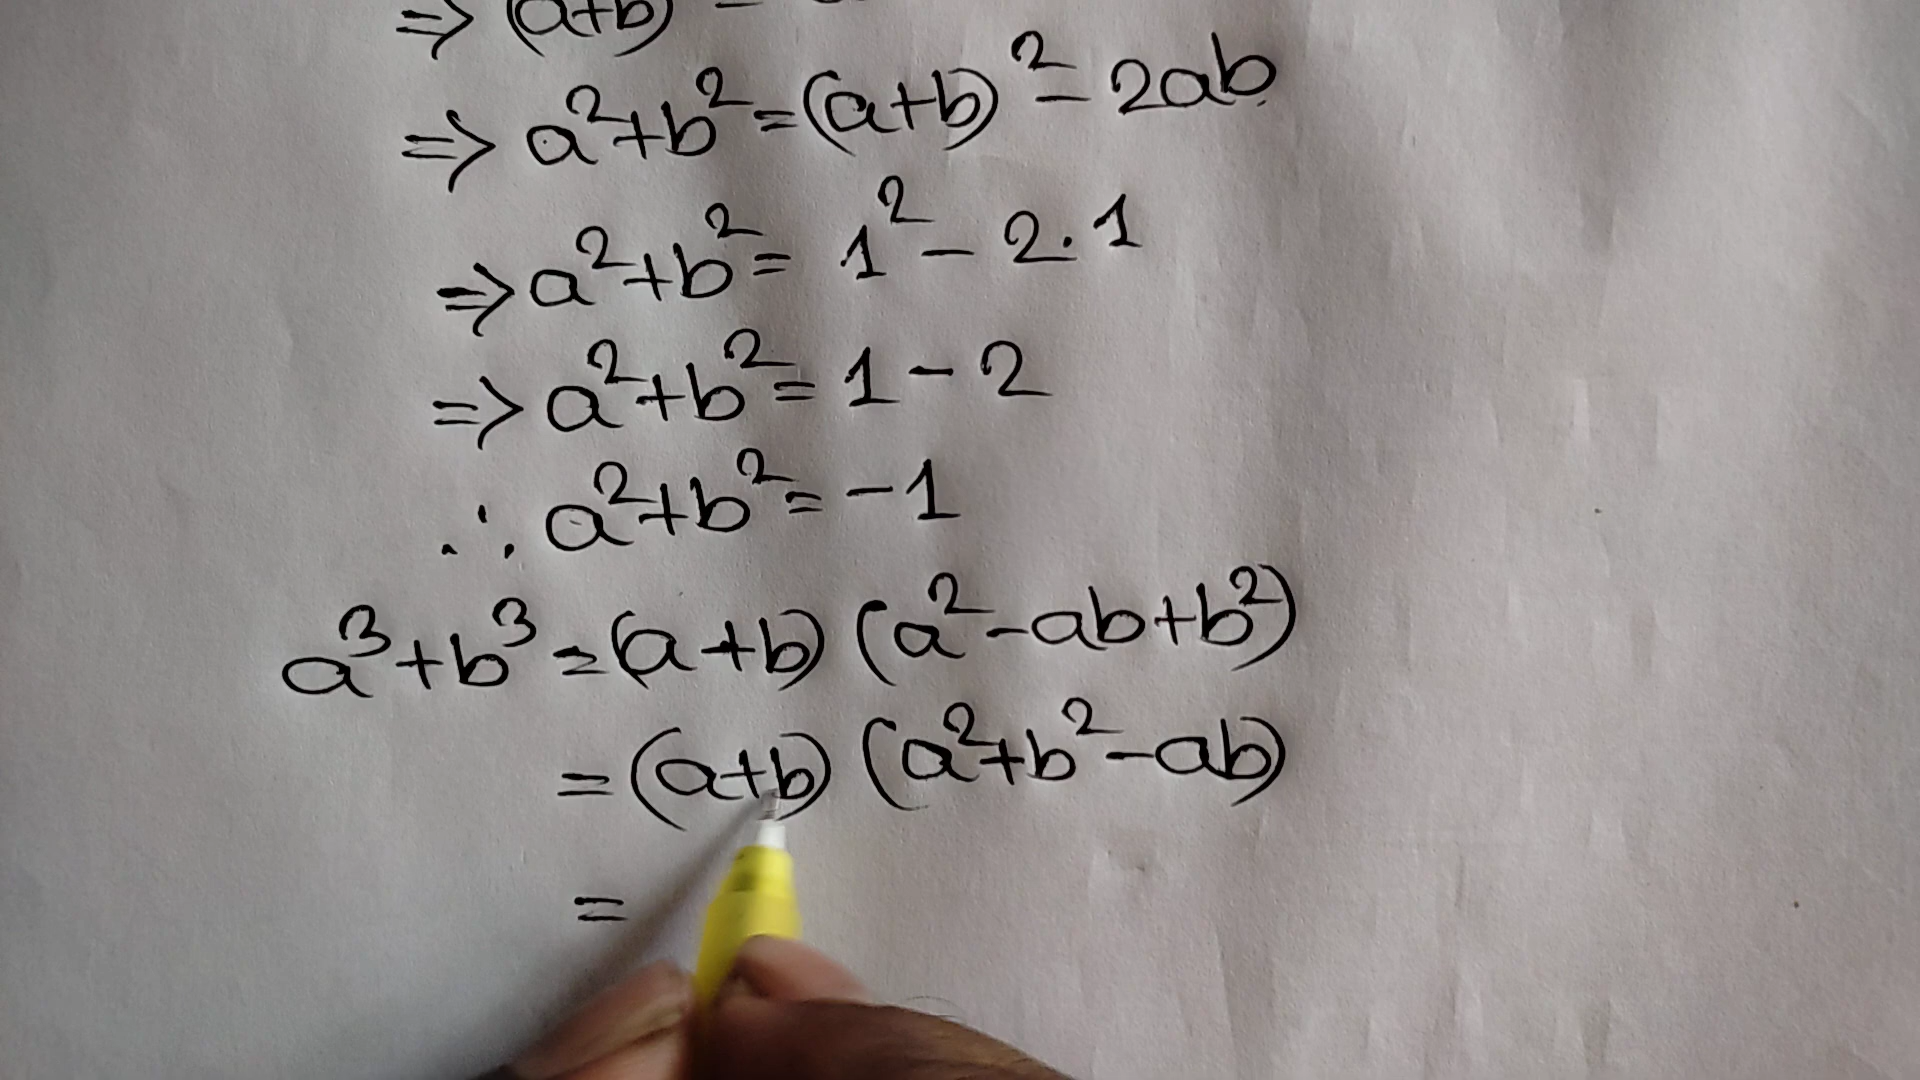 ⇒ (a+b)
⇒ a²+b² = (a+b)² - 2ab
⇒ a²+b² = 1² - 2.1
⇒ a²+b² = 1 - 2
∴ a²+b² = -1
a³+b³ = (a+b) (a²-ab+b²)
= (a+b) (a²+b²-ab)
=